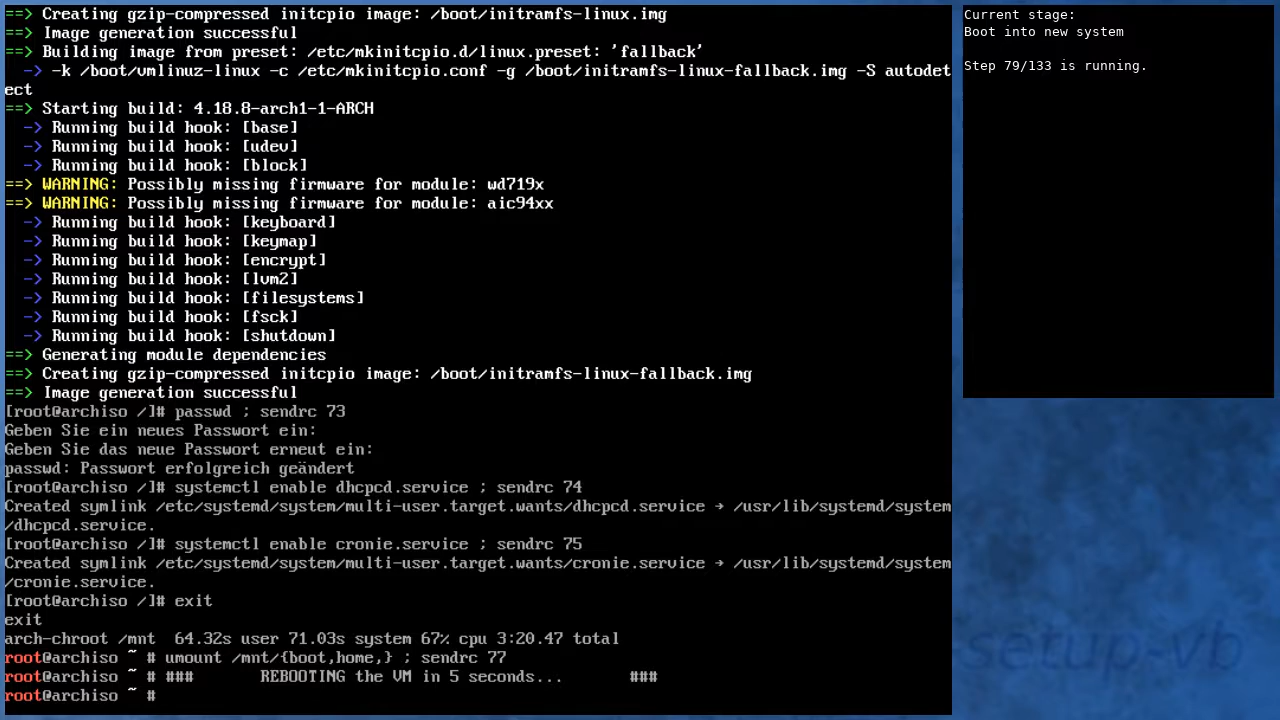 ==> Creating gzip-compressed initcpio image: /boot/initramfs-linux.img
==> Image generation successful
==> Building image from preset: /etc/mkinitcpio.d/linux.preset: 'fallback'
  -> -k /boot/vmlinuz-linux -c /etc/mkinitcpio.conf -g /boot/initramfs-linux-fallback.img -S autodet
ect
==> Starting build: 4.18.8-arch1-1-ARCH
  -> Running build hook: [base]
  -> Running build hook: [udev]
  -> Running build hook: [block]
==> WARNING: Possibly missing firmware for module: wd719x
==> WARNING: Possibly missing firmware for module: aic94xx
  -> Running build hook: [keyboard]
  -> Running build hook: [keymap]
  -> Running build hook: [encrypt]
  -> Running build hook: [lvm2]
  -> Running build hook: [filesystems]
  -> Running build hook: [fsck]
  -> Running build hook: [shutdown]
==> Generating module dependencies
==> Creating gzip-compressed initcpio image: /boot/initramfs-linux-fallback.img
==> Image generation successful
[root@archiso /]# passwd ; sendrc 73
Geben Sie ein neues Passwort ein:
Geben Sie das neue Passwort erneut ein:
passwd: Passwort erfolgreich geändert
[root@archiso /]# systemctl enable dhcpcd.service ; sendrc 74
Created symlink /etc/systemd/system/multi-user.target.wants/dhcpcd.service → /usr/lib/systemd/system
/dhcpcd.service.
[root@archiso /]# systemctl enable cronie.service ; sendrc 75
Created symlink /etc/systemd/system/multi-user.target.wants/cronie.service → /usr/lib/systemd/system
/cronie.service.
[root@archiso /]# exit
exit
arch-chroot /mnt  64.32s user 71.03s system 67% cpu 3:20.47 total
root@archiso ~ # umount /mnt/{boot,home,} ; sendrc 77
root@archiso ~ # ###       REBOOTING the VM in 5 seconds...       ###
root@archiso ~ #
Current stage:
Boot into new system
Step 79/133 is running.
setup-vb